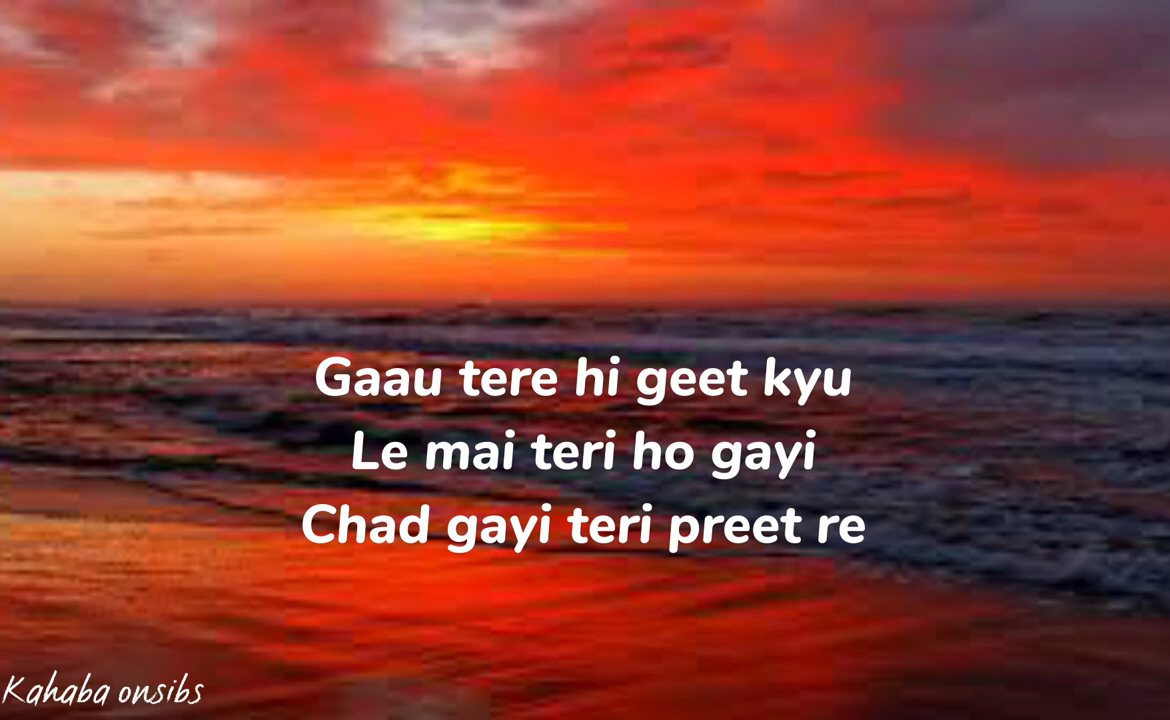 Gaau tere hi geet kyu
Le mai teri ho gayi
Chad gayi teri preet re
Kahaba onsibs